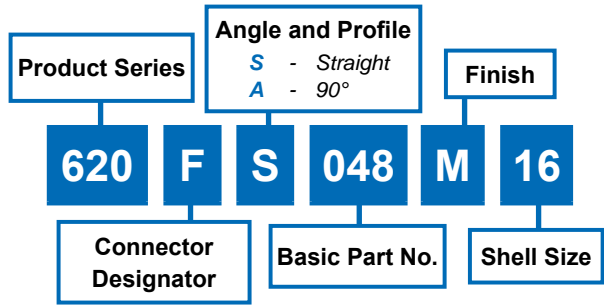 Angle and Profile
S - Straight
A - 90°
Product Series
Finish
620 F S 048 M 16
Connector
Designator
Basic Part No.
Shell Size